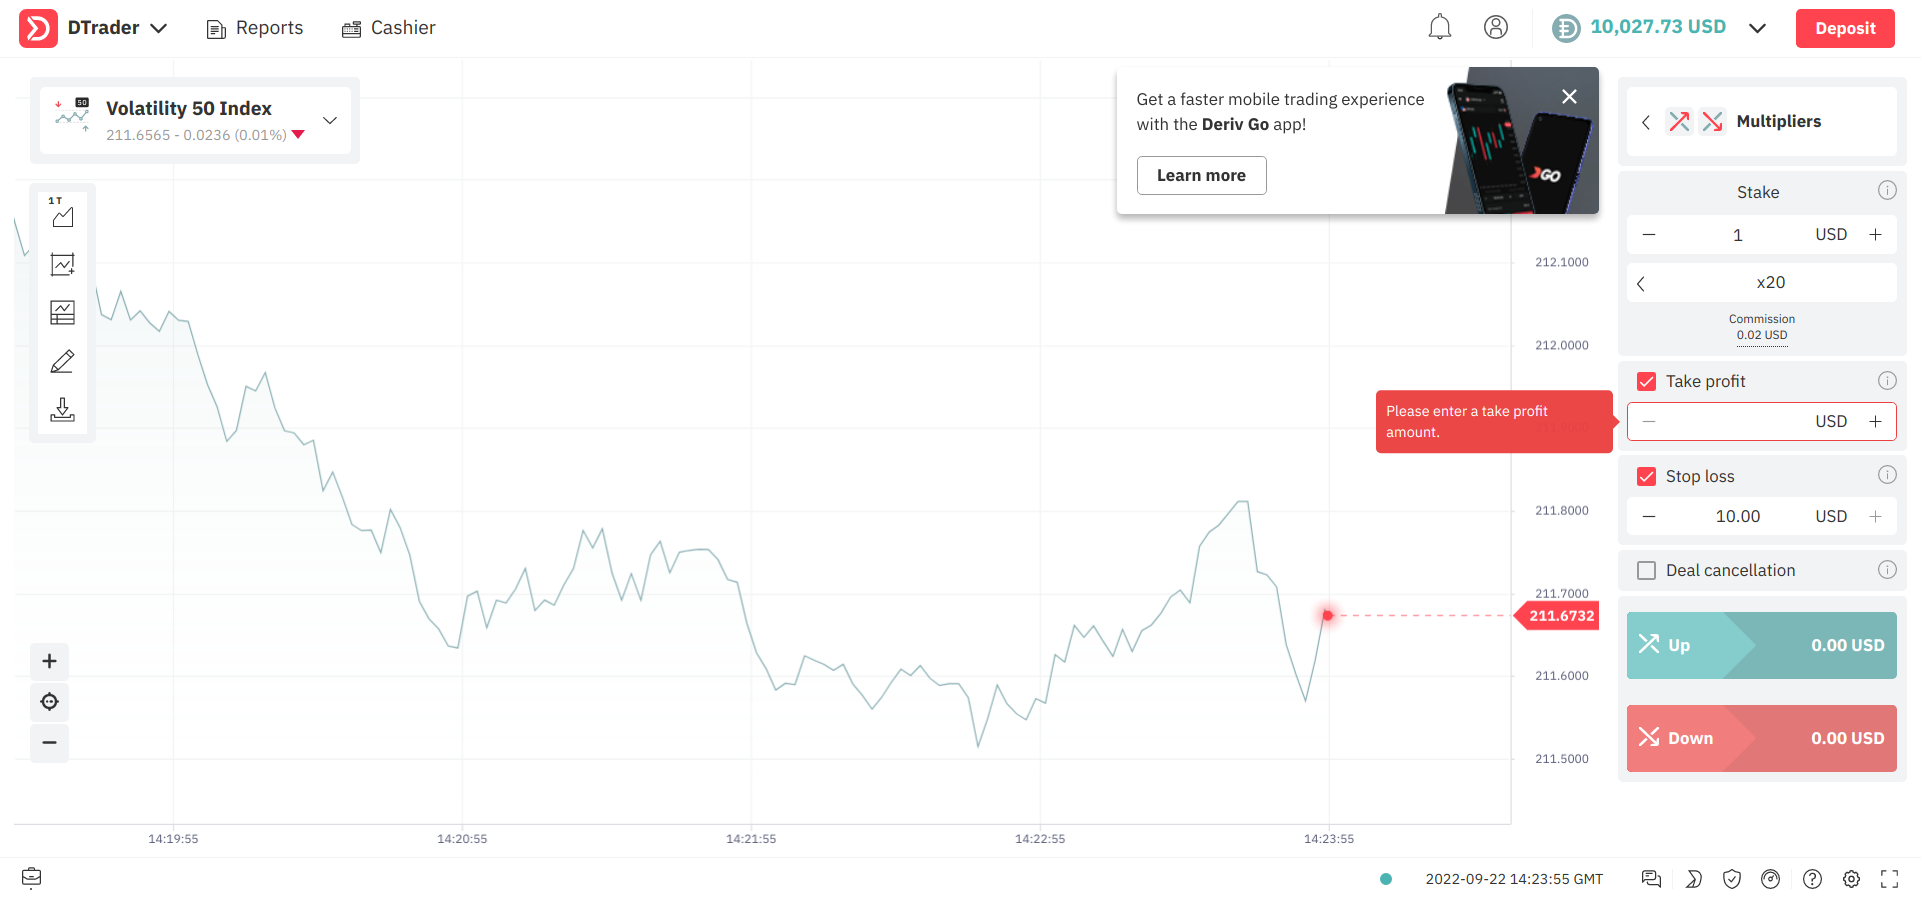 DTrader
Reports
Cashier
10,027.73 USD
Deposit
50
Volatility 50 Index
211.6565 - 0.0236 (0.01%)
Get a faster mobile trading experience
with the Deriv Go app!
Learn more
GO
Multipliers
1 T
Stake
1 USD
x20
Commission
0.02 USD
Take profit
USD
Please enter a take profit
amount.
Stop loss
10.00 USD
Deal cancellation
Up 0.00 USD
Down 0.00 USD
212.1000
212.0000
211.8000
211.7000
211.6732
211.6000
211.5000
14:19:55
14:20:55
14:21:55
14:22:55
14:23:55
2022-09-22 14:23:55 GMT